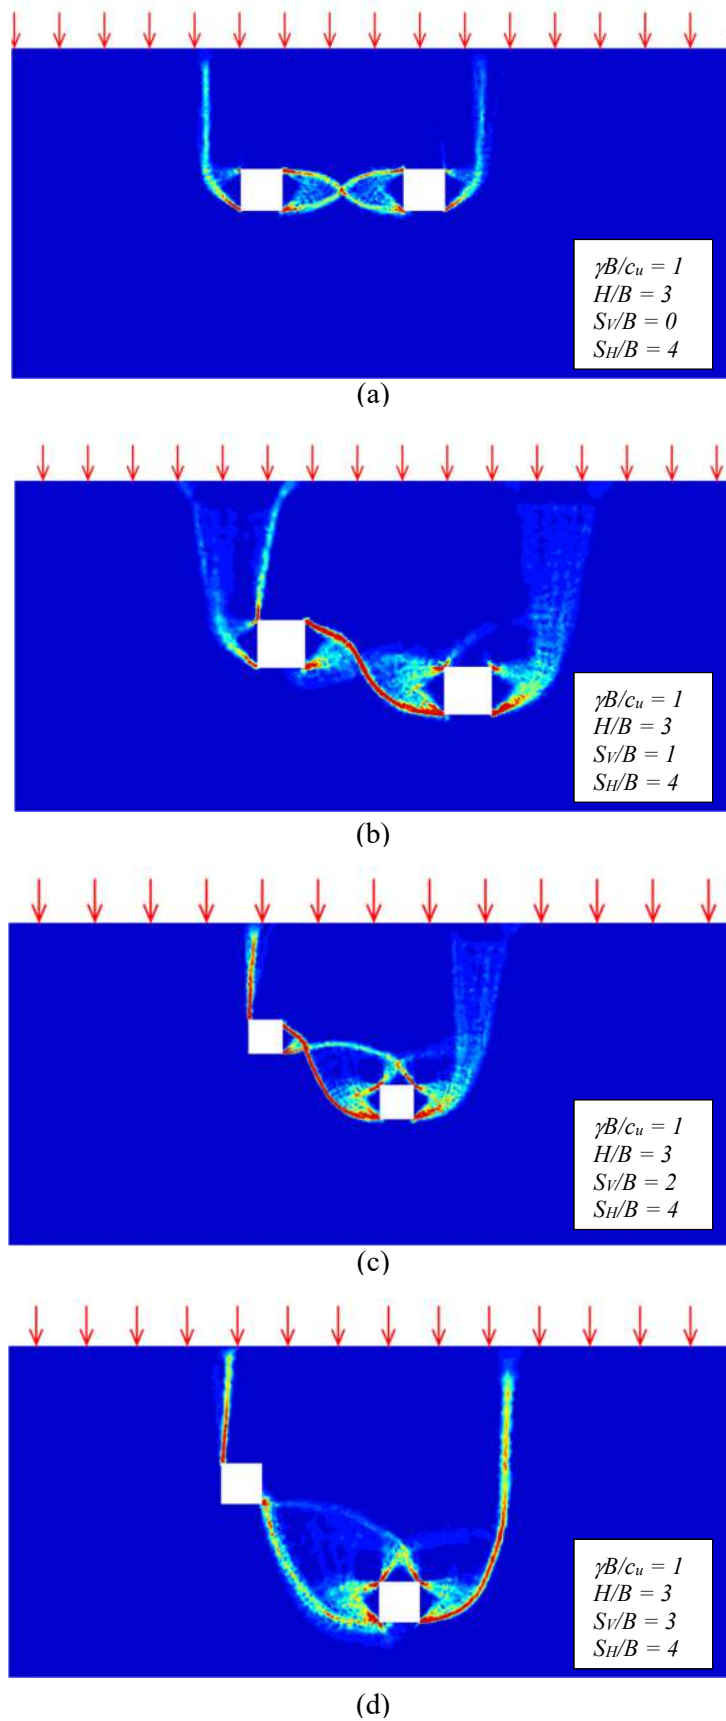 γB/cu = 1
H/B = 3
SV/B = 0
SH/B = 4
(a)
γB/cu = 1
H/B = 3
SV/B = 1
SH/B = 4
(b)
γB/cu = 1
H/B = 3
SV/B = 2
SH/B = 4
(c)
γB/cu = 1
H/B = 3
SV/B = 3
SH/B = 4
(d)